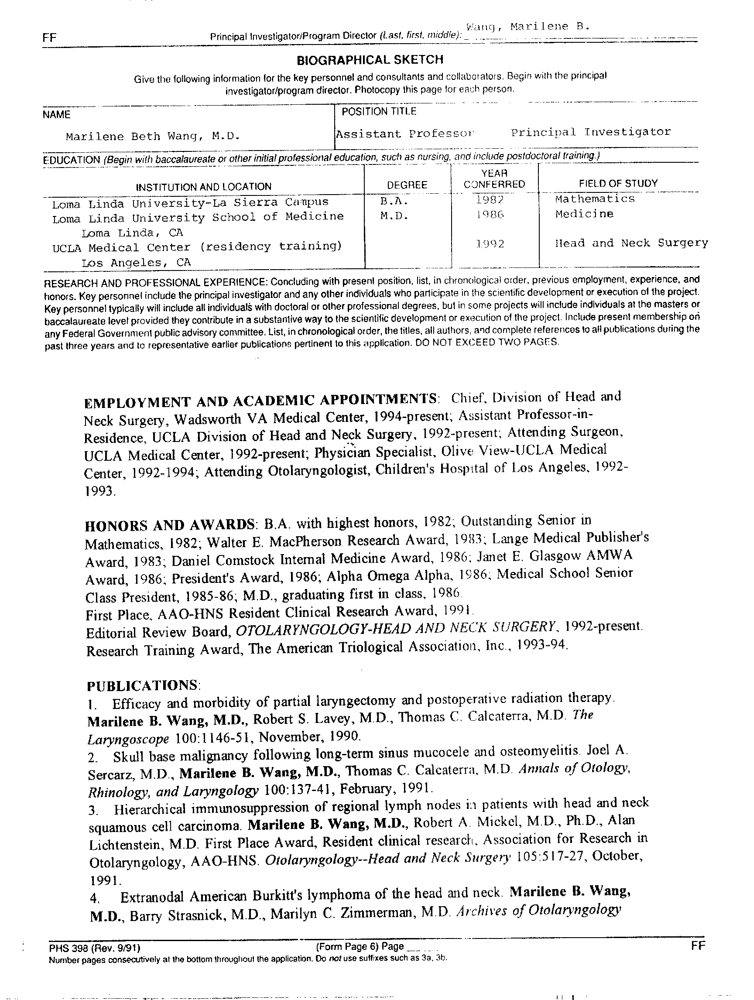 Wang, Marilene B.
FF Principal Investigator/Program Director (Last, first, middle):
BIOGRAPHICAL SKETCH
Give the following information for the key personnel and consultants and collaborators. Begin with the principal
investigator/program director. Photocopy this page for each person.
NAME POSITION TITLE
Marilene Beth Wang, M.D. Assistant Professor Principal Investigator
EDUCATION (Begin with baccalaureate or other initial professional education, such as nursing, and include postdoctoral training.)
INSTITUTION AND LOCATION DEGREE YEAR CONFERRED FIELD OF STUDY
Loma Linda University-La Sierra Campus B.A. 1982 Mathematics
Loma Linda University School of Medicine M.D. 1986 Medicine
Loma Linda, CA
UCLA Medical Center (residency training) 1992 Head and Neck Surgery
Los Angeles, CA
RESEARCH AND PROFESSIONAL EXPERIENCE: Concluding with present position, list, in chronological order, previous employment, experience, and
honors. Key personnel include the principal investigator and any other individuals who participate in the scientific development or execution of the project.
Key personnel typically will include all individuals with doctoral or other professional degrees, but in some projects will include individuals at the masters or
baccalaureate level provided they contribute in a substantive way to the scientific development or execution of the project. Include present membership on
any Federal Government public advisory committee. List, in chronological order, the titles, all authors, and complete references to all publications during the
past three years and to representative earlier publications pertinent to this application. DO NOT EXCEED TWO PAGES.
EMPLOYMENT AND ACADEMIC APPOINTMENTS: Chief, Division of Head and
Neck Surgery, Wadsworth VA Medical Center, 1994-present; Assistant Professor-in-
Residence, UCLA Division of Head and Neck Surgery, 1992-present; Attending Surgeon,
UCLA Medical Center, 1992-present; Physician Specialist, Olive View-UCLA Medical
Center, 1992-1994; Attending Otolaryngologist, Children's Hospital of Los Angeles, 1992-
1993.
HONORS AND AWARDS: B.A. with highest honors, 1982; Outstanding Senior in
Mathematics, 1982; Walter E. MacPherson Research Award, 1983; Lange Medical Publisher's
Award, 1983; Daniel Comstock Internal Medicine Award, 1986; Janet E. Glasgow AMWA
Award, 1986; President's Award, 1986; Alpha Omega Alpha, 1986; Medical School Senior
Class President, 1985-86; M.D., graduating first in class, 1986.
First Place, AAO-HNS Resident Clinical Research Award, 1991.
Editorial Review Board, OTOLARYNGOLOGY-HEAD AND NECK SURGERY, 1992-present.
Research Training Award, The American Triological Association, Inc., 1993-94.
PUBLICATIONS:
1. Efficacy and morbidity of partial laryngectomy and postoperative radiation therapy.
Marilene B. Wang, M.D., Robert S. Lavey, M.D., Thomas C. Calcaterra, M.D. The
Laryngoscope 100:1146-51, November, 1990.
2. Skull base malignancy following long-term sinus mucocele and osteomyelitis. Joel A.
Sercarz, M.D., Marilene B. Wang, M.D., Thomas C. Calcaterra, M.D. Annals of Otology,
Rhinology, and Laryngology 100:137-41, February, 1991.
3. Hierarchical immunosuppression of regional lymph nodes in patients with head and neck
squamous cell carcinoma. Marilene B. Wang, M.D., Robert A. Mickel, M.D., Ph.D., Alan
Lichtenstein, M.D. First Place Award, Resident clinical research, Association for Research in
Otolaryngology, AAO-HNS. Otolaryngology--Head and Neck Surgery 105:517-27, October,
1991.
4. Extranodal American Burkitt's lymphoma of the head and neck. Marilene B. Wang,
M.D., Barry Strasnick, M.D., Marilyn C. Zimmerman, M.D. Archives of Otolaryngology
PHS 398 (Rev. 9/91) (Form Page 6) Page FF
Number pages consecutively at the bottom throughout the application. Do not use suffixes such as 3a, 3b.